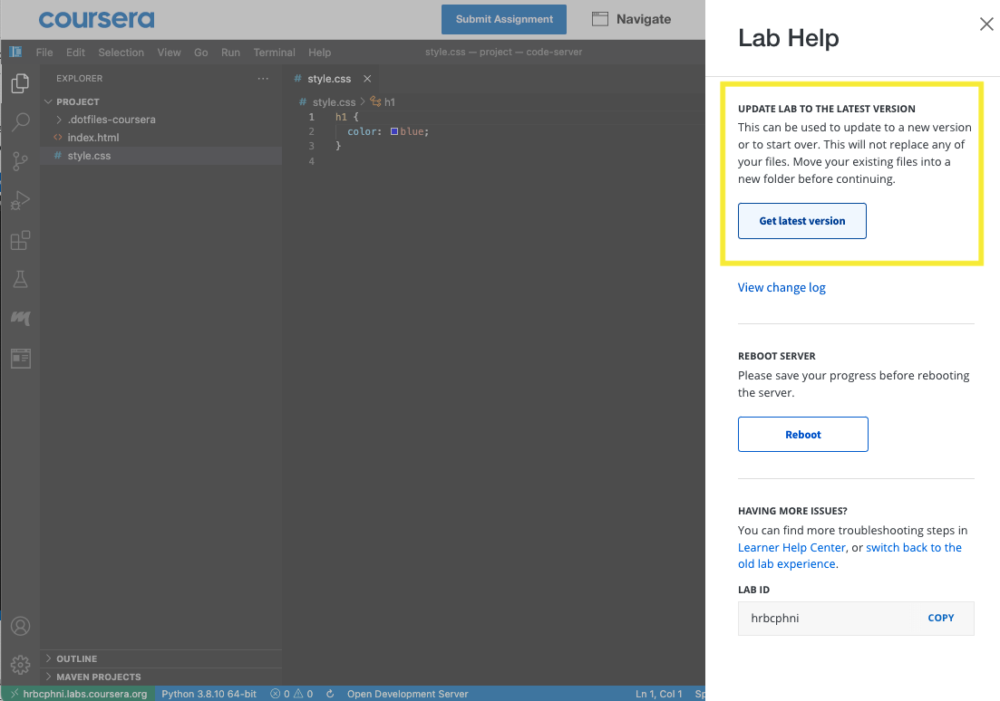 coursera
Submit Assignment
Navigate
File Edit Selection View Go Run Terminal Help
style.css — project — code-server
EXPLORER
PROJECT
.dotfiles-coursera
<> index.html
# style.css
# style.css
# style.css > h1
1 h1 {
2 color: blue;
3 }
4
OUTLINE
MAVEN PROJECTS
hrbcphni.labs.coursera.org Python 3.8.10 64-bit 0 0 Open Development Server Ln 1, Col 1 Sp
Lab Help
UPDATE LAB TO THE LATEST VERSION
This can be used to update to a new version
or to start over. This will not replace any of
your files. Move your existing files into a
new folder before continuing.
Get latest version
View change log
REBOOT SERVER
Please save your progress before rebooting
the server.
Reboot
HAVING MORE ISSUES?
You can find more troubleshooting steps in
Learner Help Center, or switch back to the
old lab experience.
LAB ID
hrbcphni COPY